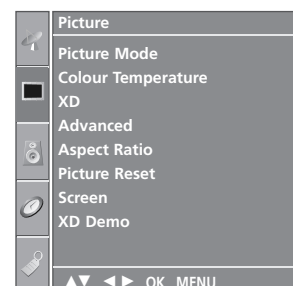 Picture
Picture Mode
Colour Temperature
XD
Advanced
Aspect Ratio
Picture Reset
Screen
XD Demo
▲▼ ◄ ► OK MENU